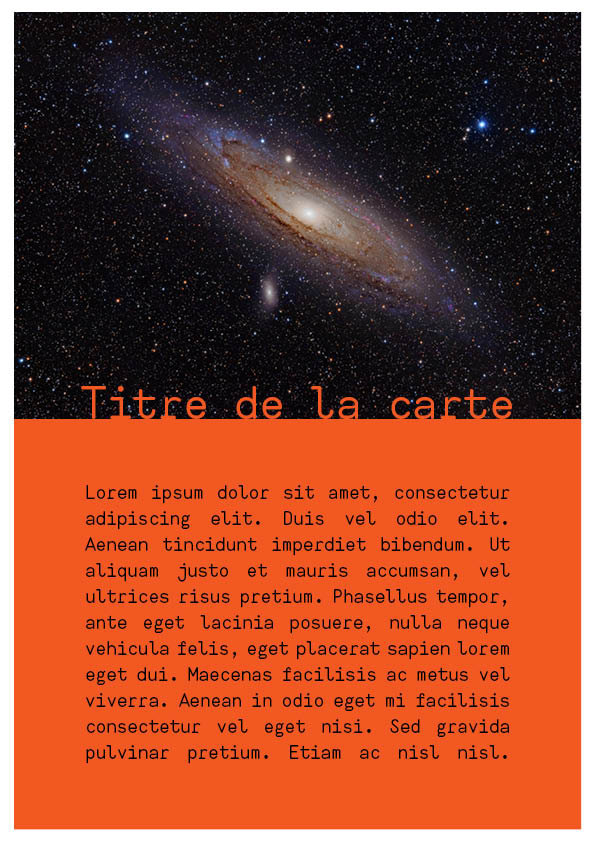 Titre de la carte
Lorem ipsum dolor sit amet, consectetur
adipiscing elit. Duis vel odio elit.
Aenean tincidunt imperdiet bibendum. Ut
aliquam justo et mauris accumsan, vel
ultrices risus pretium. Phasellus tempor,
ante eget lacinia posuere, nulla neque
vehicula felis, eget placerat sapien lorem
eget dui. Maecenas facilisis ac metus vel
viverra. Aenean in odio eget mi facilisis
consectetur vel eget nisi. Sed gravida
pulvinar pretium. Etiam ac nisl nisl.